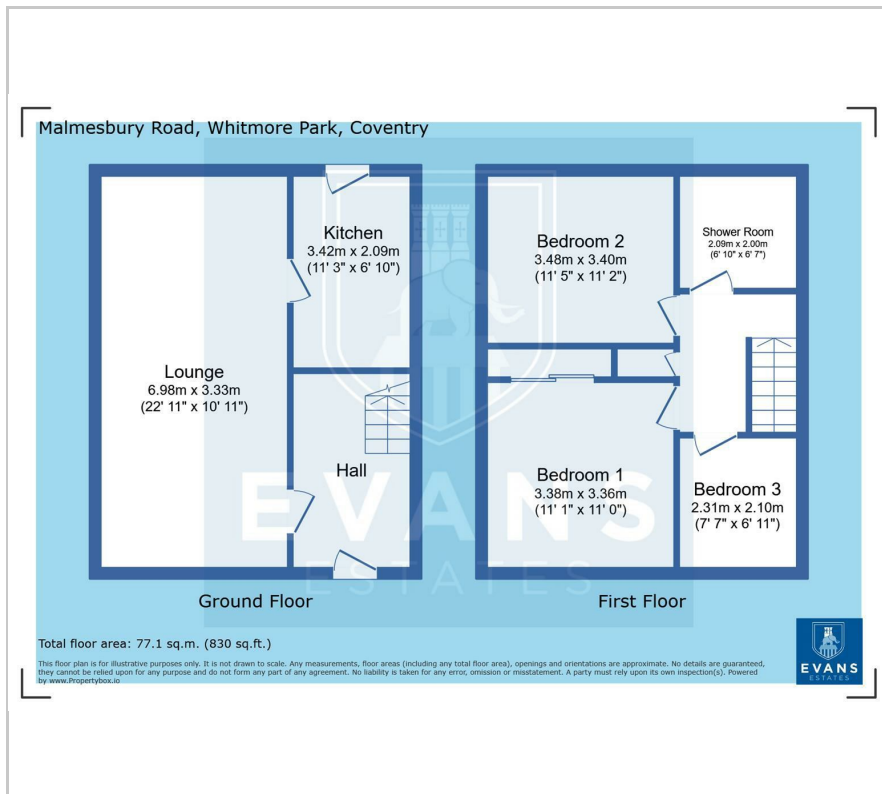 Malmesbury Road, Whitmore Park, Coventry
Kitchen
3.42m x 2.09m
(11' 3" x 6' 10")
Lounge
6.98m x 3.33m
(22' 11" x 10' 11")
Hall
Ground Floor
Bedroom 2
3.48m x 3.40m
(11' 5" x 11' 2")
Shower Room
2.09m x 2.00m
(6' 10" x 6' 7")
Bedroom 1
3.38m x 3.36m
(11' 1" x 11' 0")
Bedroom 3
2.31m x 2.10m
(7' 7" x 6' 11")
First Floor
EVANS
ESTATES
Total floor area: 77.1 sq.m. (830 sq.ft.)
This floor plan is for illustrative purposes only. It is not drawn to scale. Any measurements, floor areas (including any total floor area), openings and orientations are approximate. No details are guaranteed,
they cannot be relied upon for any purpose and do not form any part of any agreement. No liability is taken for any error, omission or misstatement. A party must rely upon its own inspection(s). Powered
by www.Propertybox.io
EVANS
ESTATES